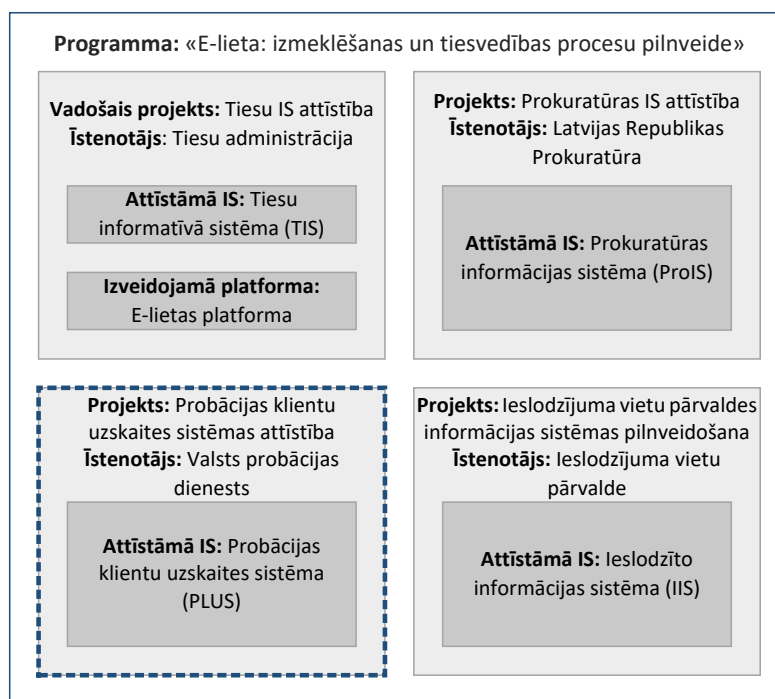 Programma: «E-lieta: izmeklēšanas un tiesvedības procesu pilnveide»
Vadošais projekts: Tiesu IS attīstība
Īstenotājs: Tiesu administrācija
Attīstāmā IS: Tiesu
informatīvā sistēma (TIS)
Izveidojamā platforma:
E-lietas platforma
Projekts: Prokuratūras IS attīstība
Īstenotājs: Latvijas Republikas
Prokuratūra
Attīstāmā IS: Prokuratūras
informācijas sistēma (ProIS)
Projekts: Probācijas klientu
uzskaites sistēmas attīstība
Īstenotājs: Valsts probācijas
dienests
Attīstāmā IS: Probācijas
klientu uzskaites sistēma
(PLUS)
Projekts: Ieslodzījuma vietu pārvaldes
informācijas sistēmas pilnveidošana
Īstenotājs: Ieslodzījuma vietu
pārvalde
Attīstāmā IS: Ieslodzīto
informācijas sistēma (IIS)